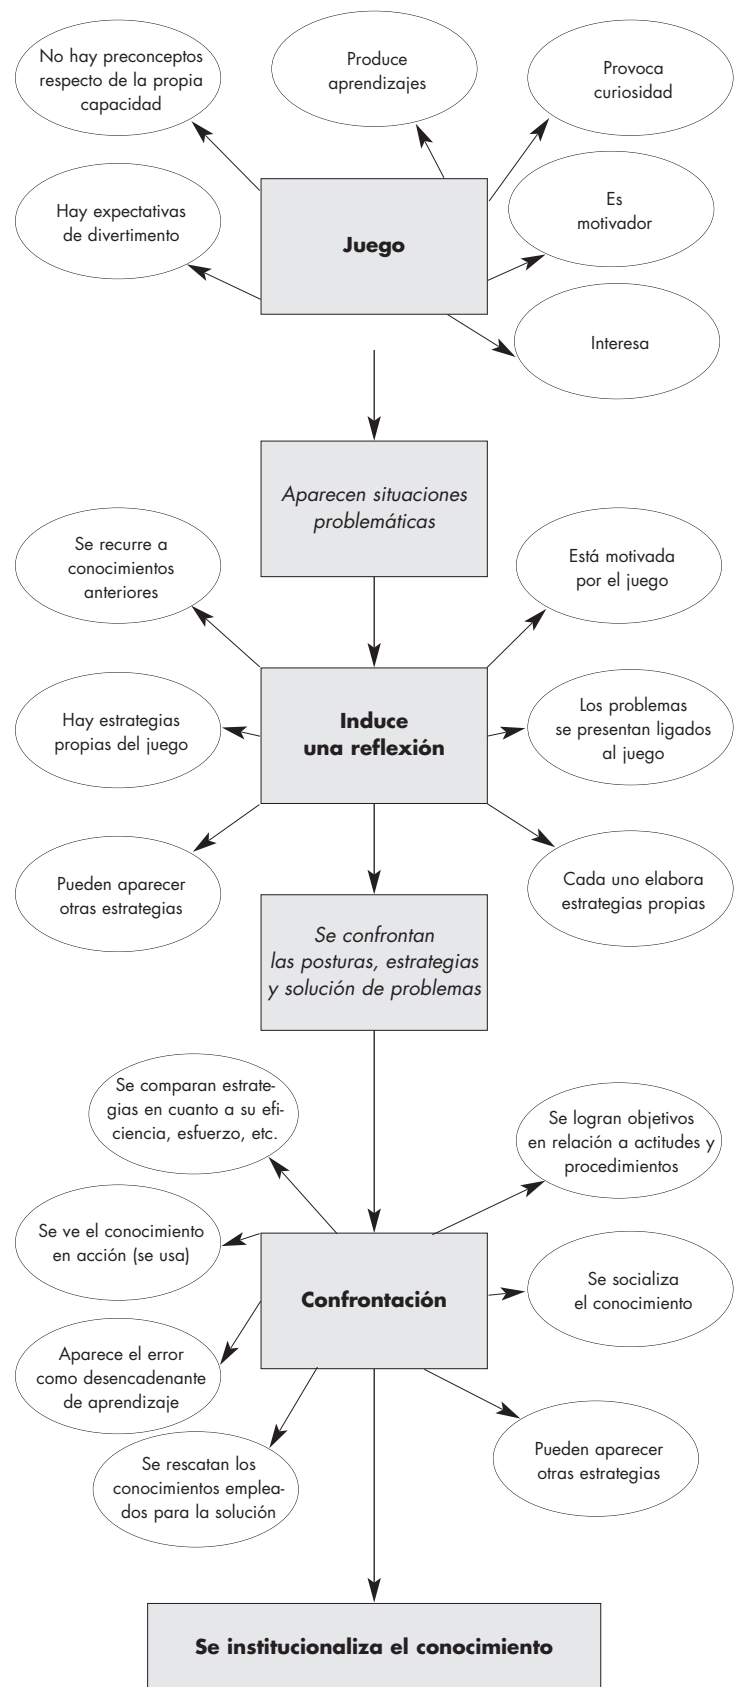 No hay preconceptos
respecto de la propia
capacidad
Produce
aprendizajes
Provoca
curiosidad
Hay expectativas
de divertimento
Juego
Es
motivador
Interesa
Aparecen situaciones
problemáticas
Se recurre a
conocimientos
anteriores
Está motivada
por el juego
Hay estrategias
propias del juego
Induce
una reflexión
Los problemas
se presentan ligados
al juego
Pueden aparecer
otras estrategias
Cada uno elabora
estrategias propias
Se confrontan
las posturas, estrategias
y solución de problemas
Se comparan estrate-
gias en cuanto a su efi-
ciencia, esfuerzo, etc.
Se logran objetivos
en relación a actitudes y
procedimientos
Se ve el conocimiento
en acción (se usa)
Confrontación
Se socializa
el conocimiento
Aparece el error
como desencadenante
de aprendizaje
Se rescatan los
conocimientos emplea-
dos para la solución
Pueden aparecer
otras estrategias
Se institucionaliza el conocimiento